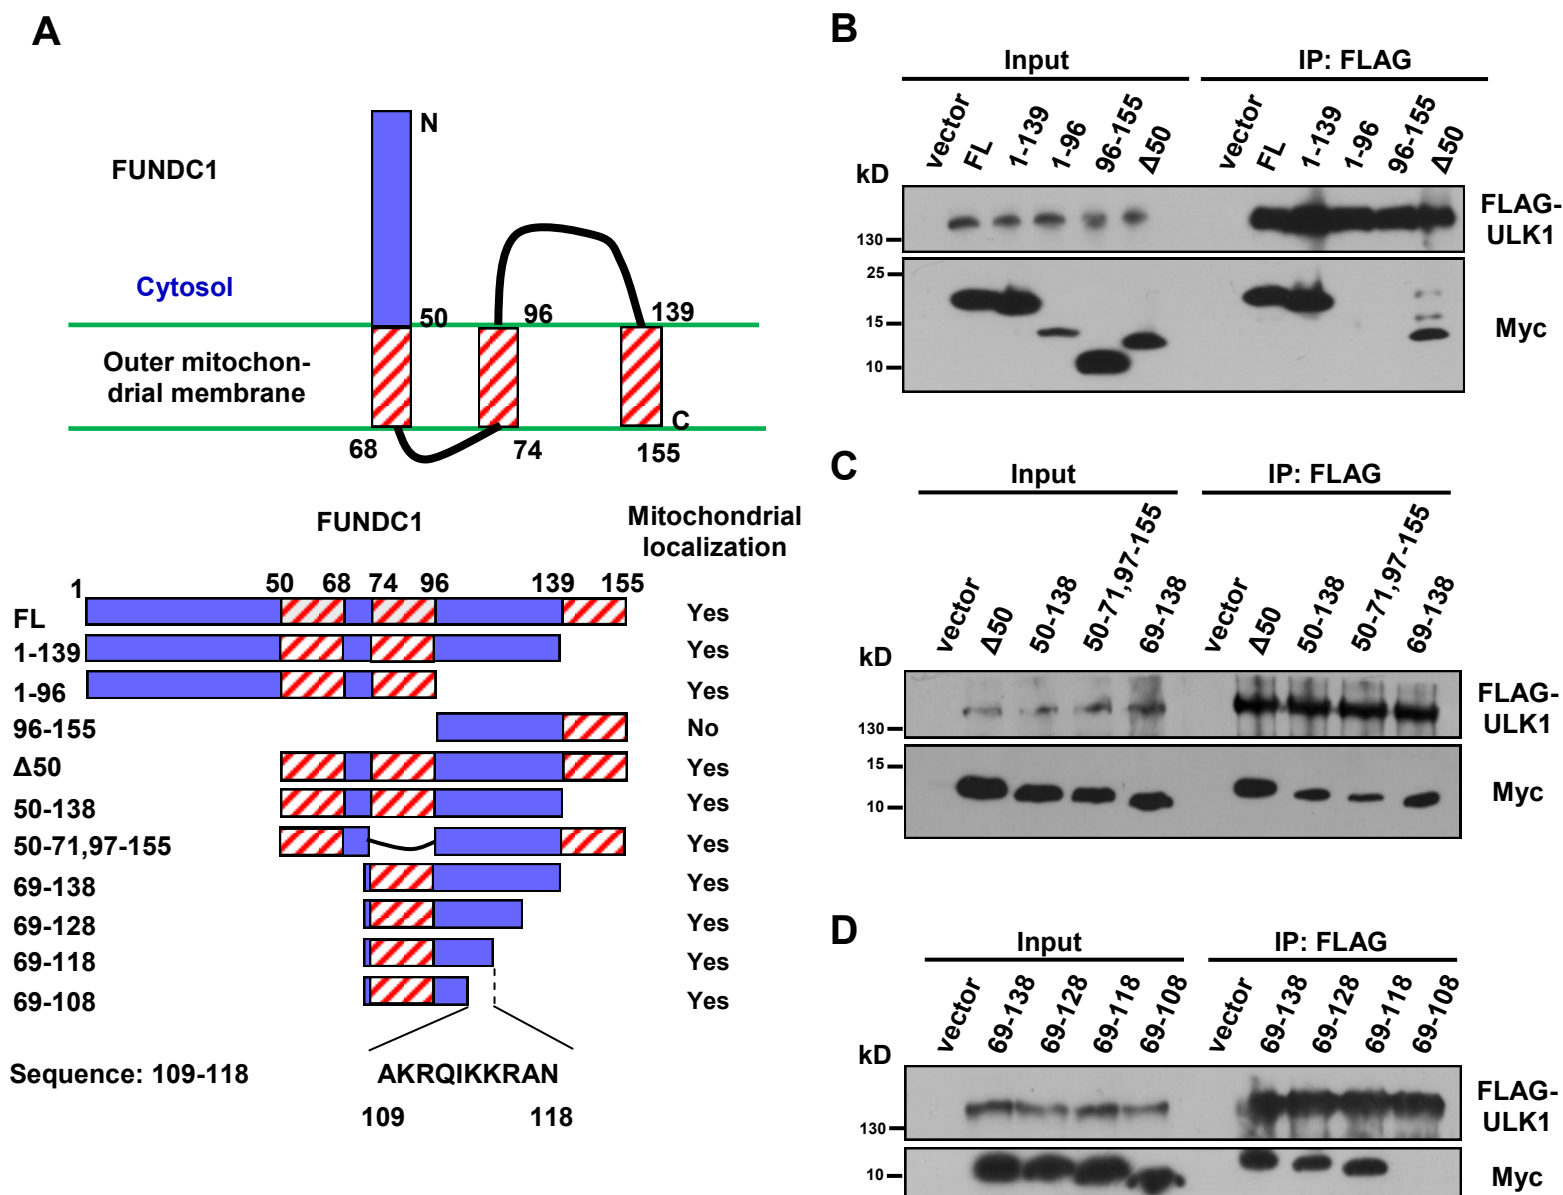 A
N
FUNDC1
Cytosol
50
96
139
Outer mitochon-
drial membrane
C
68
74
155
FUNDC1
Mitochondrial
localization
1
50 68 74 96 139 155
FL Yes
1-139 Yes
1-96 Yes
96-155 No
Δ50 Yes
50-138 Yes
50-71,97-155 Yes
69-138 Yes
69-128 Yes
69-118 Yes
69-108 Yes
Sequence: 109-118 AKRQIKKRAN
109 118
B
Input IP: FLAG
vector FL 1-139 1-96 96-155 Δ50 vector FL 1-139 1-96 96-155 Δ50
kD
130
FLAG-
ULK1
25
15
10
Myc
C
Input IP: FLAG
vector Δ50 50-138 50-71,97-155 69-138 vector Δ50 50-138 50-71,97-155 69-138
kD
130
FLAG-
ULK1
15
10
Myc
D
Input IP: FLAG
vector 69-138 69-128 69-118 69-108 vector 69-138 69-128 69-118 69-108
kD
130
FLAG-
ULK1
10
Myc